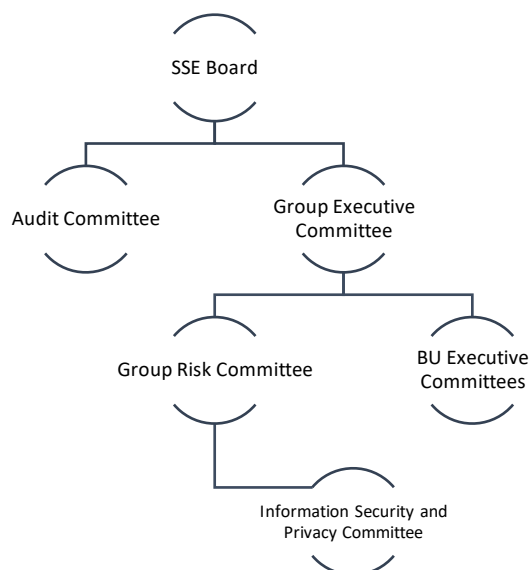 SSE Board
Audit Committee
Group Executive
Committee
Group Risk Committee
BU Executive
Committees
Information Security and
Privacy Committee